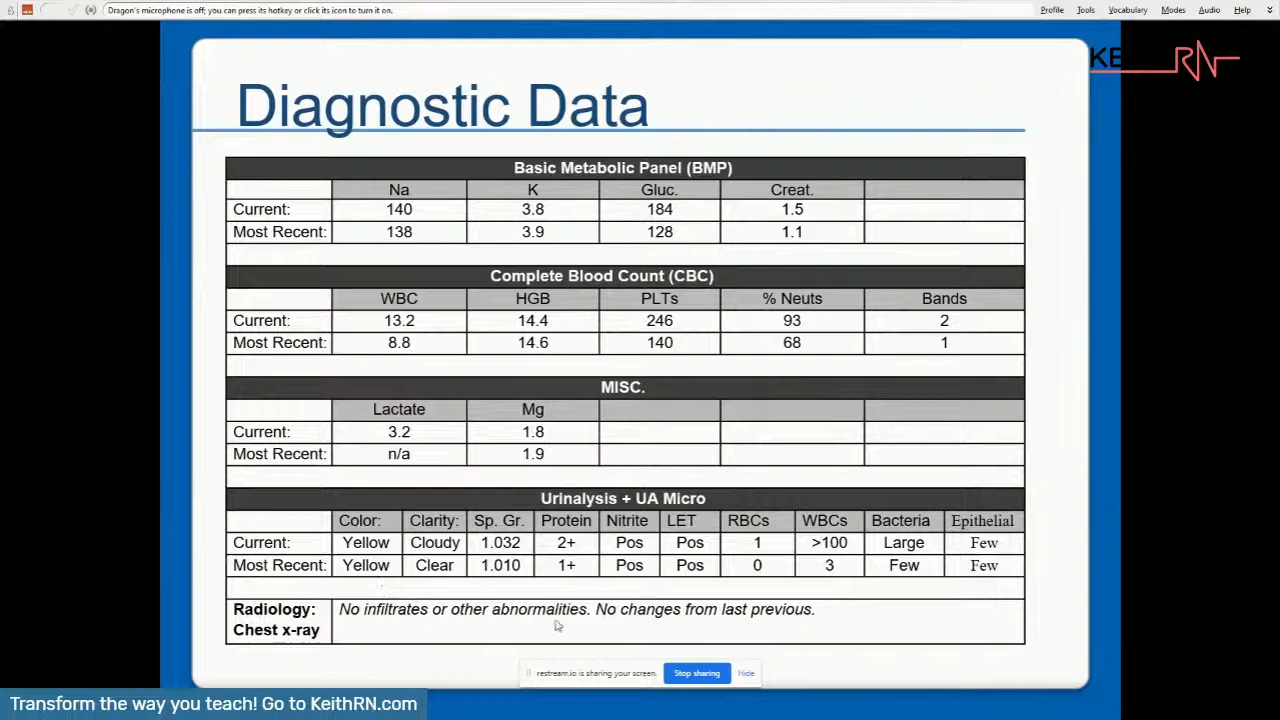 Dragon's microphone is off; you can press its hotkey or click its icon to turn it on.
Profile Tools Vocabulary Modes Audio Help
KE RN
Diagnostic Data
Basic Metabolic Panel (BMP)
Na K Gluc. Creat.
Current: 140 3.8 184 1.5
Most Recent: 138 3.9 128 1.1
Complete Blood Count (CBC)
WBC HGB PLTs % Neuts Bands
Current: 13.2 14.4 246 93 2
Most Recent: 8.8 14.6 140 68 1
MISC.
Lactate Mg
Current: 3.2 1.8
Most Recent: n/a 1.9
Urinalysis + UA Micro
Color: Clarity: Sp. Gr. Protein Nitrite LET RBCs WBCs Bacteria Epithelial
Current: Yellow Cloudy 1.032 2+ Pos Pos 1 >100 Large Few
Most Recent: Yellow Clear 1.010 1+ Pos Pos 0 3 Few Few
Radiology: No infiltrates or other abnormalities. No changes from last previous.
Chest x-ray
restream.io is sharing your screen. Stop sharing Hide
Transform the way you teach! Go to KeithRN.com